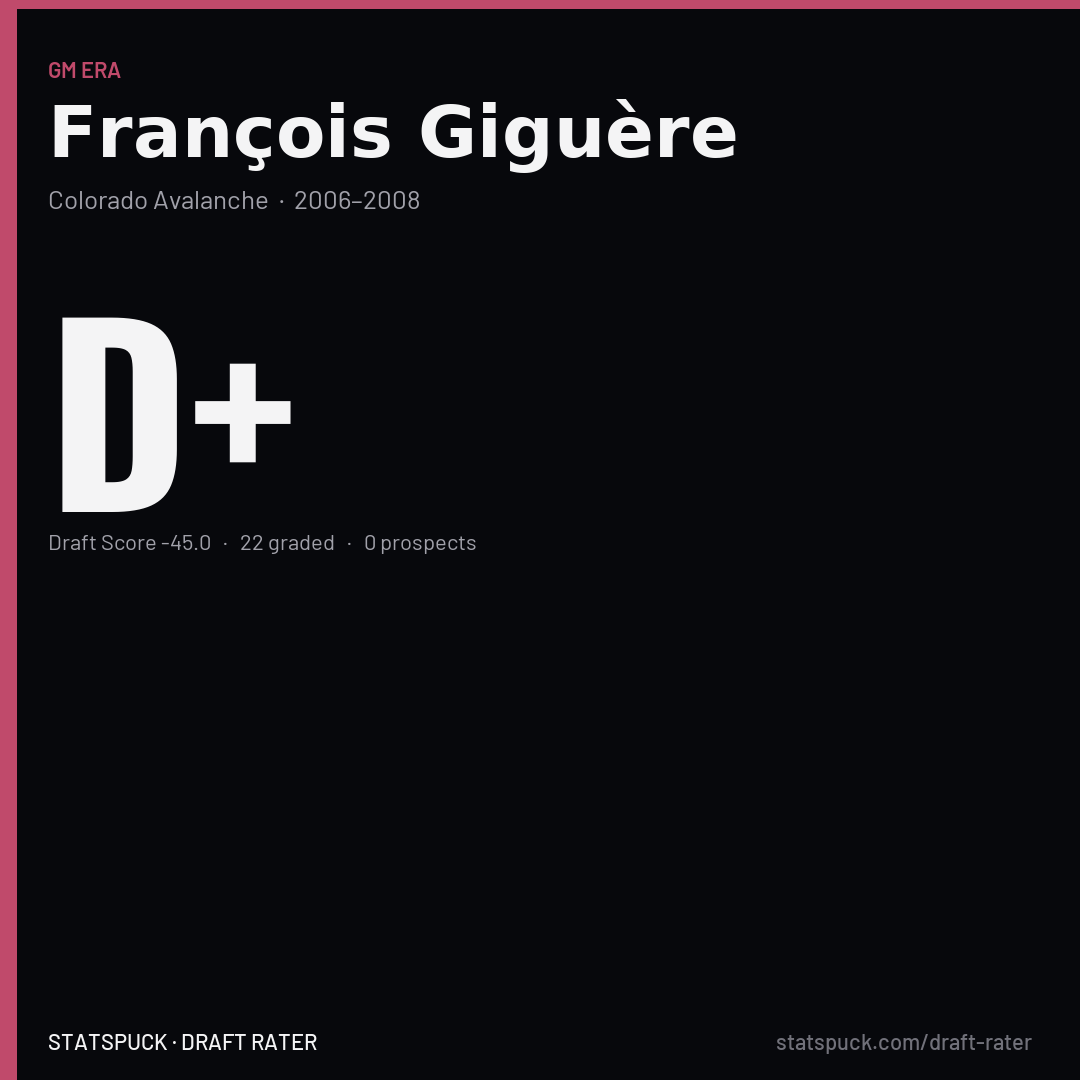 GM ERA
François Giguère
Colorado Avalanche · 2006–2008
D+
Draft Score -45.0 · 22 graded · 0 prospects
STATSPUCK · DRAFT RATER
statspuck.com/draft-rater